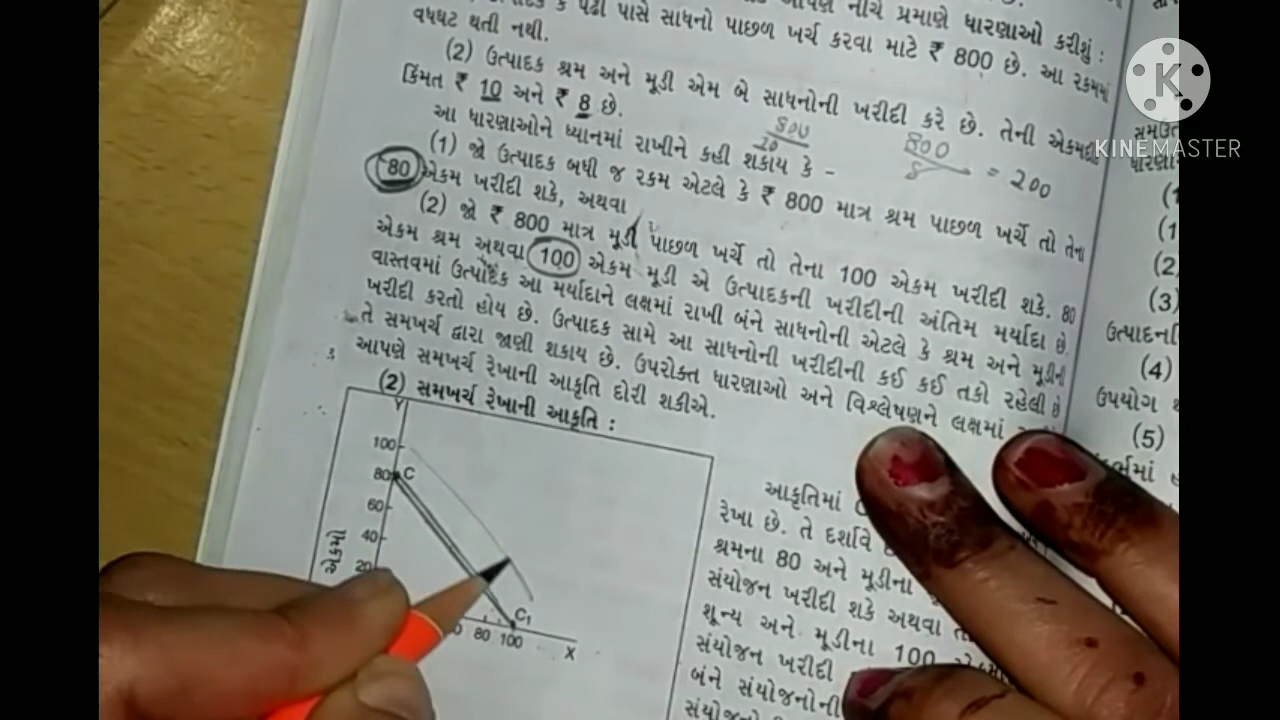 નીચે પ્રમાણે ધારણાઓ કરીશું :
કે પેઢી પાસે સાધનો પાછળ ખર્ચ કરવા માટે ₹ 800 છે. આ રકમમાં
વધઘટ થતી નથી.
(2) ઉત્પાદક શ્રમ અને મૂડી એમ બે સાધનોની ખરીદી કરે છે. તેની એકમદીઠ
કિંમત ₹ 10 અને ₹ 8 છે.
આ ધારણાઓને ધ્યાનમાં રાખીને કહી શકાય કે –
800
10
800
8
= 200
(1) જો ઉત્પાદક બધી જ રકમ એટલે કે ₹ 800 માત્ર શ્રમ પાછળ ખર્ચે તો તેના
80 એકમ ખરીદી શકે, અથવા
(2) જો ₹ 800 માત્ર મૂડી પાછળ ખર્ચે તો તેના 100 એકમ ખરીદી શકે. 80
એકમ શ્રમ અથવા 100 એકમ મૂડી એ ઉત્પાદકની ખરીદીની અંતિમ મર્યાદા છે.
વાસ્તવમાં ઉત્પાદક આ મર્યાદાને લક્ષમાં રાખી બંને સાધનોની એટલે કે શ્રમ અને મૂડીની
ખરીદી કરતો હોય છે. ઉત્પાદક સામે આ સાધનોની ખરીદીની કઈ કઈ તકો રહેલી છે
તે સમખર્ચ દ્વારા જાણી શકાય છે. ઉપરોક્ત ધારણાઓ અને વિશ્લેષણને લક્ષમાં
આપણે સમખર્ચ રેખાની આકૃતિ દોરી શકીએ.
(2) સમખર્ચ રેખાની આકૃતિ :
Y
100
80 C
60
40
20
એકમો
80 100
C₁
X
આકૃતિમાં
રેખા છે. તે દર્શાવે
શ્રમના 80 અને મૂડીના
સંયોજન ખરીદી શકે અથવા
શૂન્ય અને મૂડીના 100
સંયોજન ખરીદી
બંને સંયોજનોની
(2)
(3)
(4)
ઉપયોગ
(5)
KINEMASTER